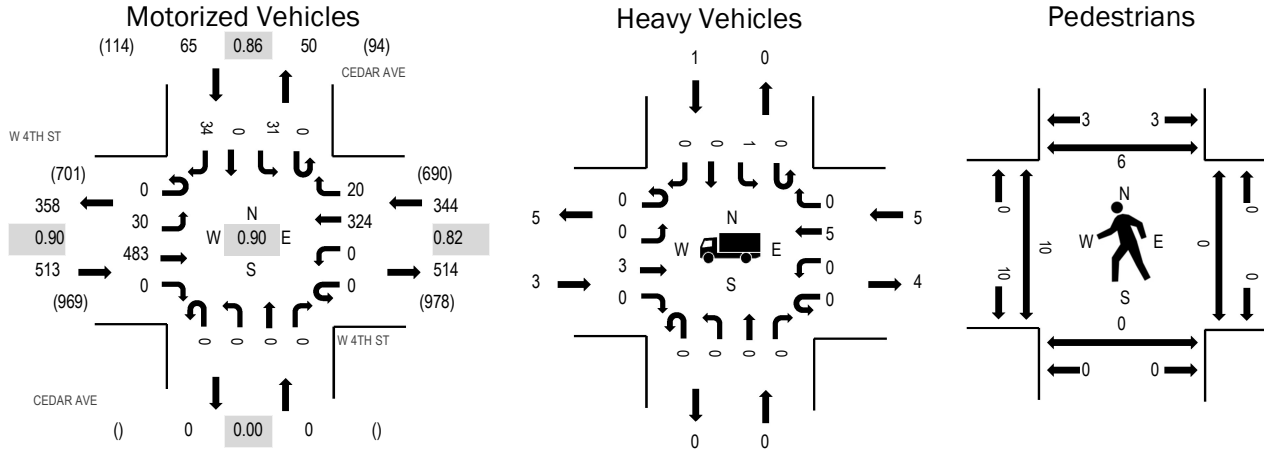 Motorized Vehicles
(114) 65 0.86 50 (94)
CEDAR AVE
34 0 31 0
W 4TH ST
(701) 0 20 (690)
358 30 N 324 344
0.90 W 0.90 E 0.82
513 483 S 0 514
(969) 0 0 (978)
0 0 0 0
W 4TH ST
CEDAR AVE
() 0 0.00 0 ()
Heavy Vehicles
1 0
0 0 1 0
0 0
5 0 N 5 5
W E
3 3 S 0 4
0 0
0 0 0 0
0 0
Pedestrians
3 3
6
0 N 0
W 10 E 0
10 S 0
0
0 0